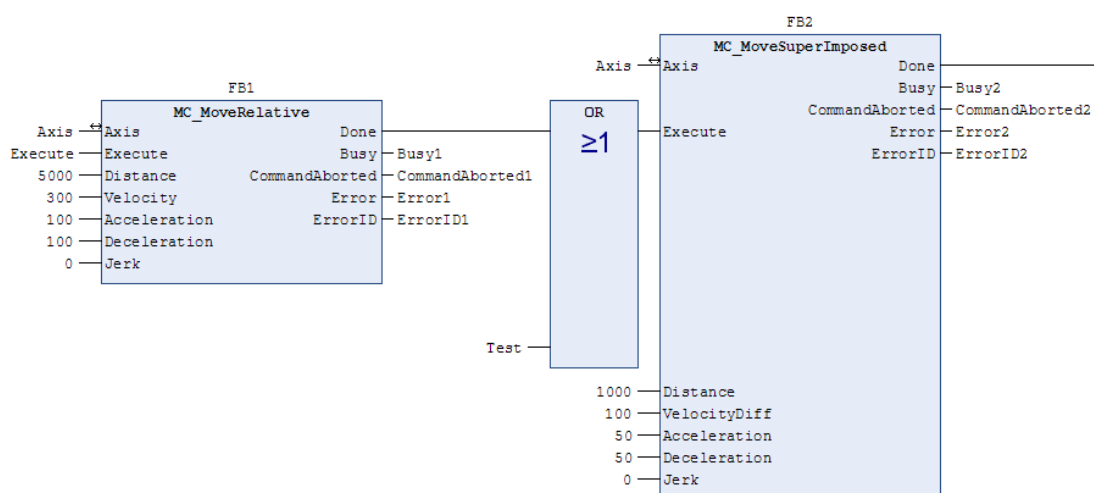 FB1
MC_MoveRelative
Axis Axis Done
Execute Execute Busy Busy1
5000 Distance CommandAborted CommandAborted1
300 Velocity Error Error1
100 Acceleration ErrorID ErrorID1
100 Deceleration
0 Jerk
OR
≥1
Test
FB2
MC_MoveSuperImposed
Axis Axis Done
Busy Busy2
CommandAborted CommandAborted2
Execute Error Error2
ErrorID ErrorID2
1000 Distance
100 VelocityDiff
50 Acceleration
50 Deceleration
0 Jerk